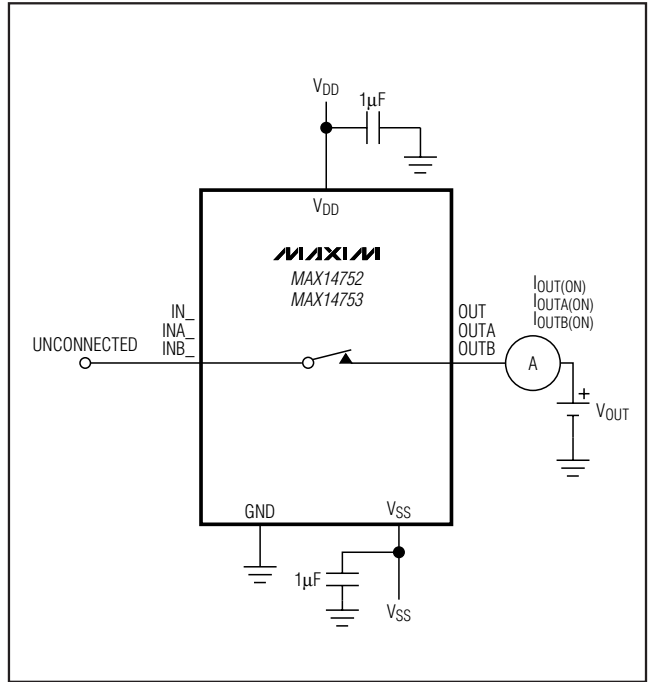 VDD
1µF
VDD
MAXIM
MAX14752
MAX14753
IN_
INA_
INB_
UNCONNECTED
OUT
OUTA
OUTB
IOUT(ON)
IOUTA(ON)
IOUTB(ON)
A
+
VOUT
GND
VSS
1µF
VSS